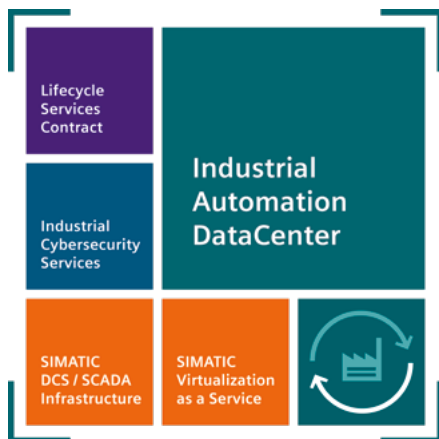 Lifecycle
Services
Contract
Industrial
Automation
DataCenter
Industrial
Cybersecurity
Services
SIMATIC
DCS / SCADA
Infrastructure
SIMATIC
Virtualization
as a Service